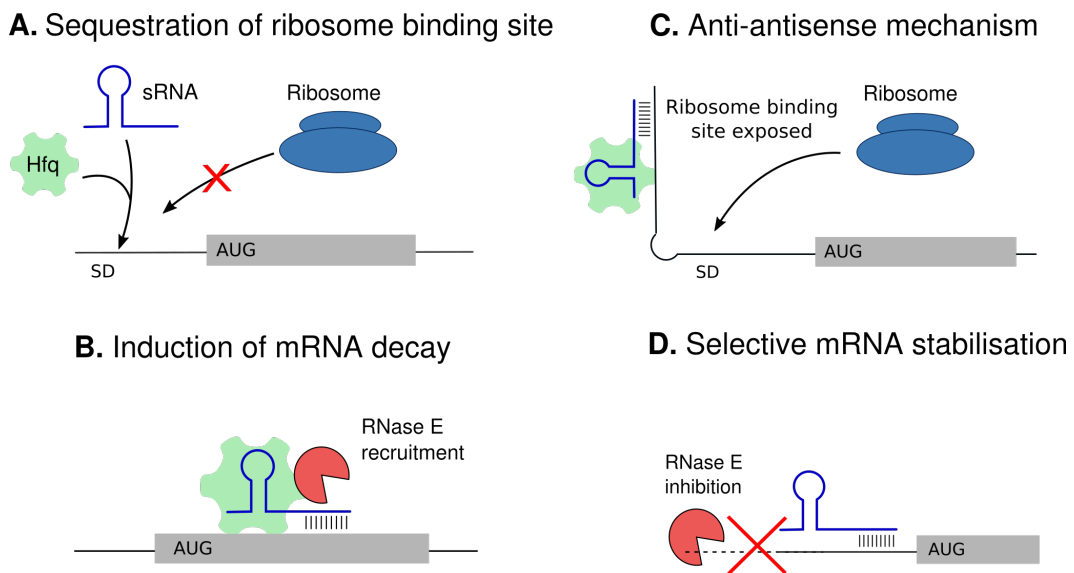 A. Sequestration of ribosome binding site
sRNA
Ribosome
Hfq
AUG
SD
B. Induction of mRNA decay
RNase E
recruitment
AUG
C. Anti-antisense mechanism
Ribosome binding
site exposed
Ribosome
AUG
SD
D. Selective mRNA stabilisation
RNase E
inhibition
AUG